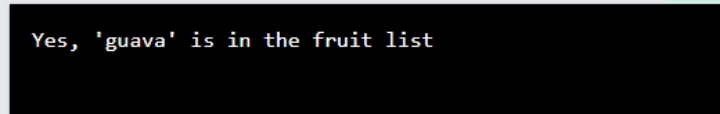 Yes, 'guava' is in the fruit list